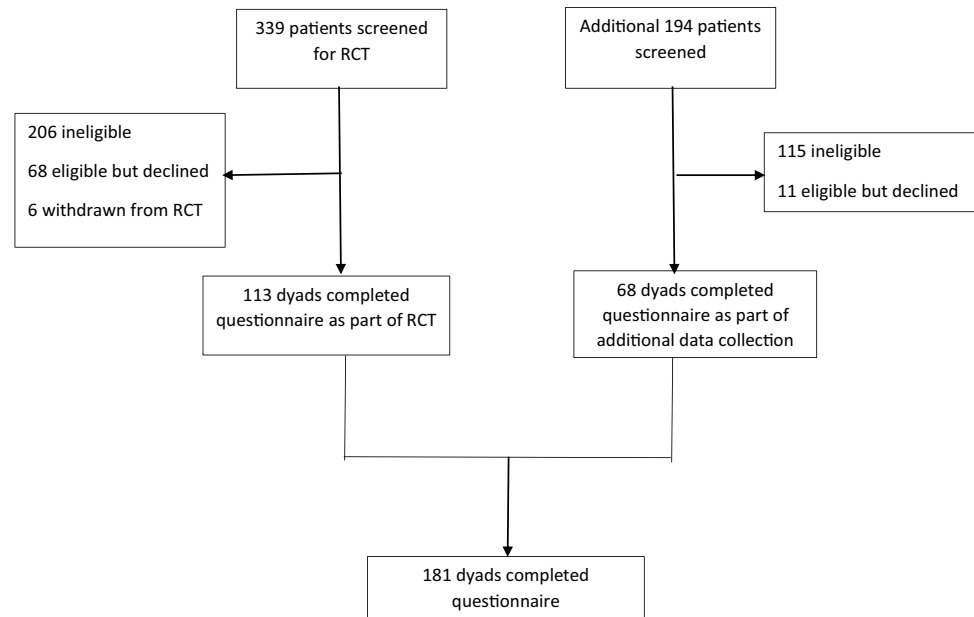 339 patients screened
for RCT
Additional 194 patients
screened
206 ineligible
68 eligible but declined
6 withdrawn from RCT
115 ineligible
11 eligible but declined
113 dyads completed
questionnaire as part of RCT
68 dyads completed
questionnaire as part of
additional data collection
181 dyads completed
questionnaire